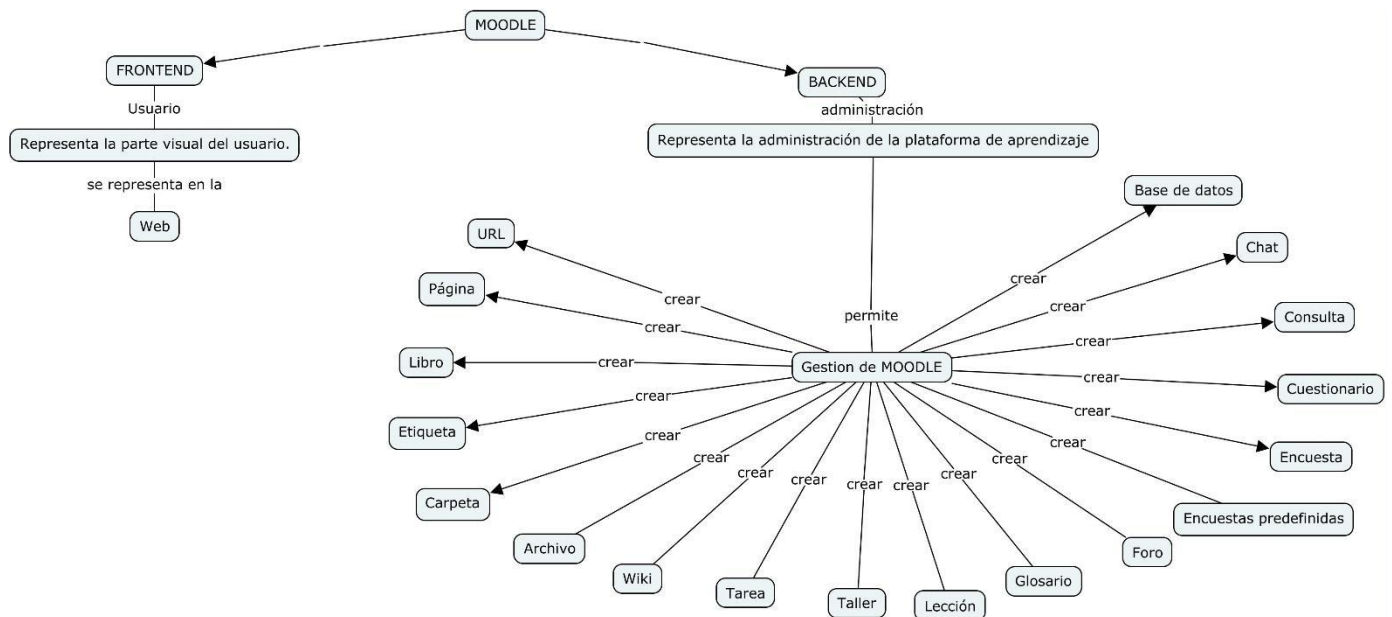 MOODLE
FRONTEND
BACKEND
Usuario
administración
Representa la parte visual del usuario.
Representa la administración de la plataforma de aprendizaje
se representa en la
Web
permite
Gestion de MOODLE
crear
URL
crear
Página
crear
Libro
crear
Etiqueta
crear
Carpeta
crear
Archivo
crear
Wiki
crear
Tarea
crear
Taller
crear
Lección
crear
Glosario
crear
Foro
crear
Encuestas predefinidas
crear
Encuesta
crear
Cuestionario
crear
Consulta
crear
Chat
crear
Base de datos